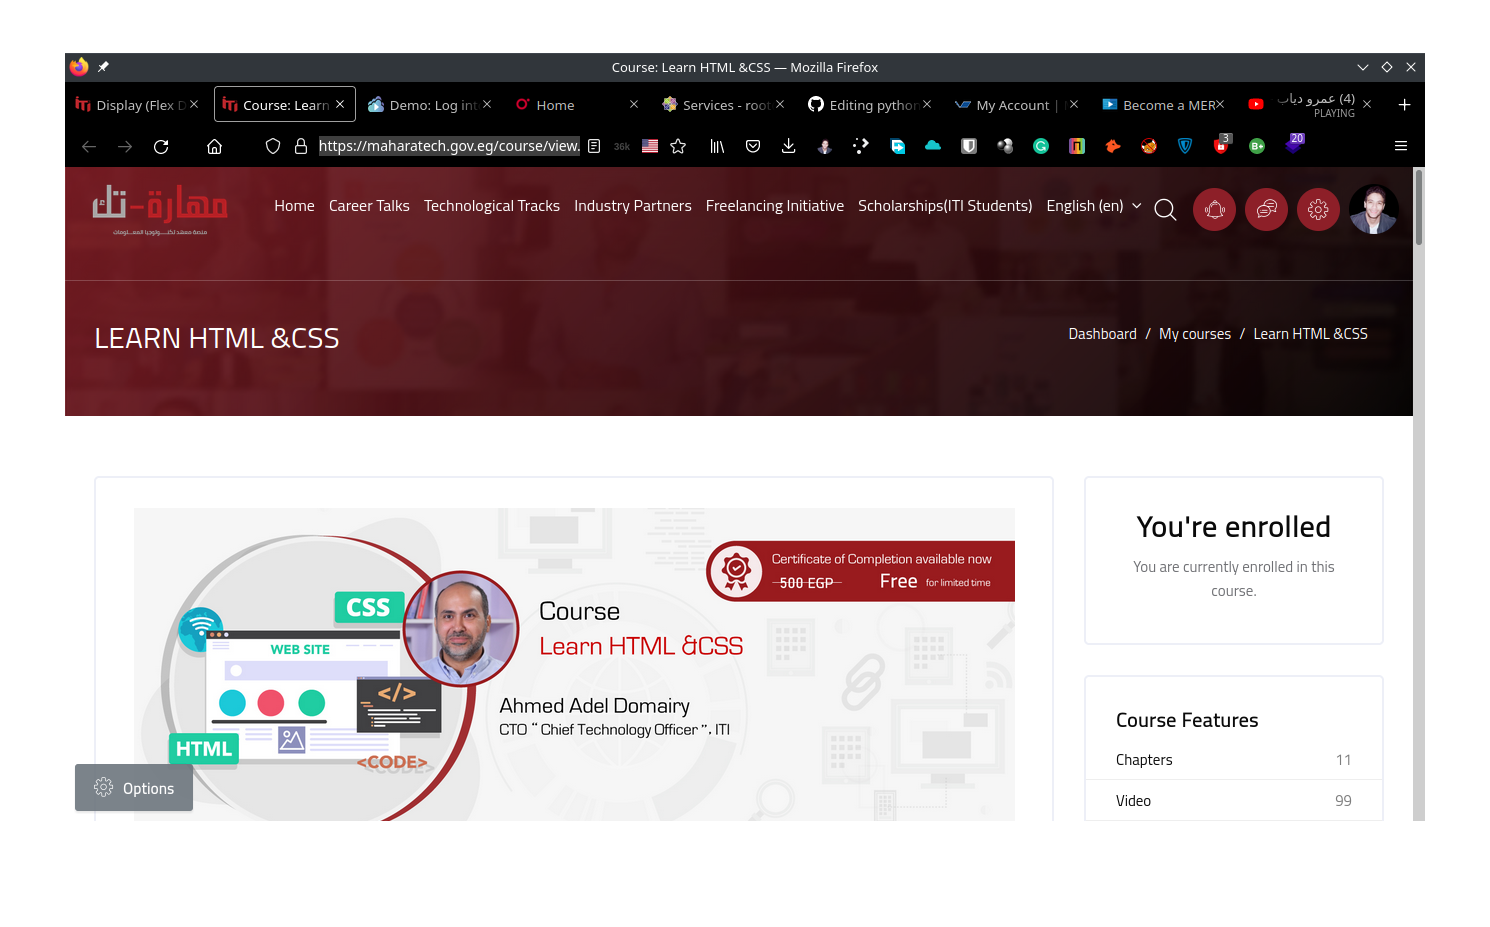 Course: Learn HTML &CSS — Mozilla Firefox
Display (Flex D
Course: Learn
Demo: Log int
Home
Services - root
Editing python
My Account |
Become a MER
(4) عمرو دياب
PLAYING
https://maharatech.gov.eg/course/view.
36k
3
20
مهارة-تك
Home Career Talks Technological Tracks Industry Partners Freelancing Initiative Scholarships(ITI Students) English (en)
LEARN HTML &CSS
Dashboard / My courses / Learn HTML &CSS
Certificate of Completion available now
500 EGP Free for limited time
CSS
WEB SITE
</>
HTML
<CODE>
Course
Learn HTML &CSS
Ahmed Adel Domairy
CTO “ Chief Technology Officer ”. ITI
You're enrolled
You are currently enrolled in this
course.
Course Features
Chapters 11
Video 99
Options